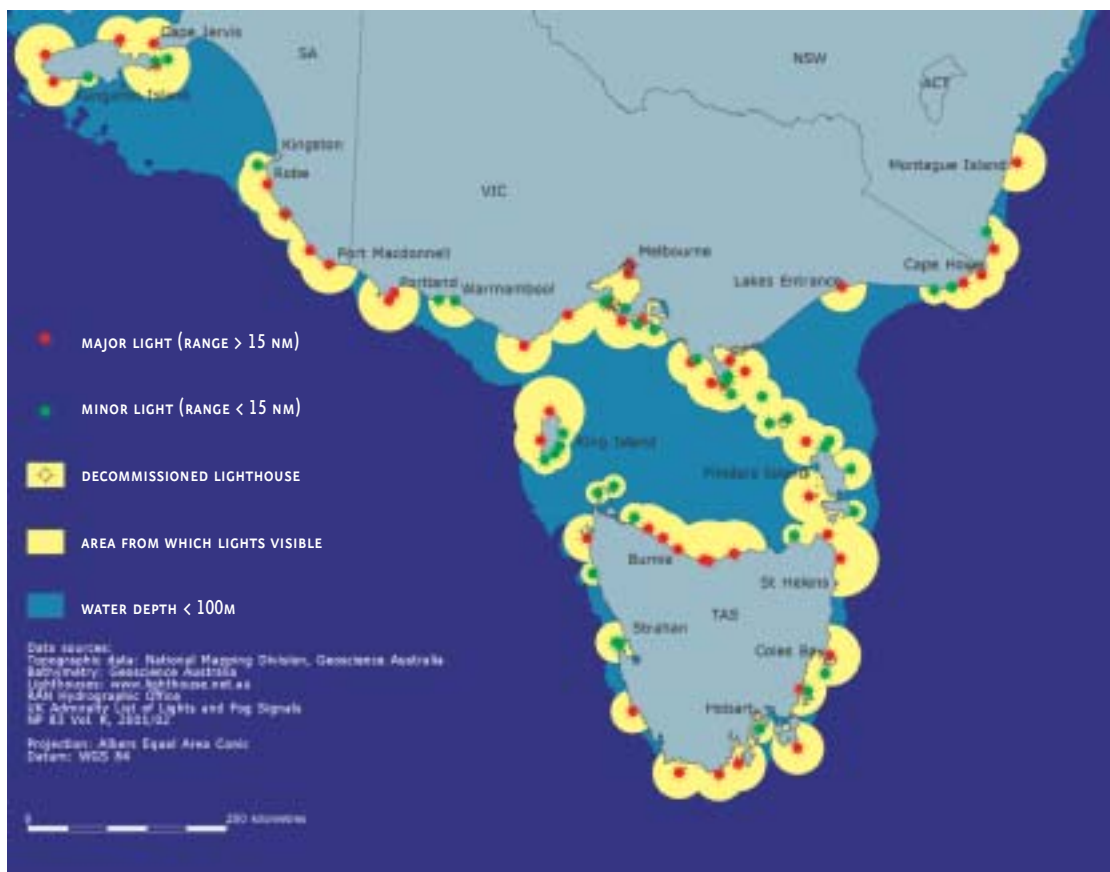 Cape Jervis
SA
NSW
ACT
Kangaroo Island
Kingston
Robe
Montague Island
VIC
Port Macdonnell
Melbourne
Cape Howe
Portland
Warrnambool
Lakes Entrance
MAJOR LIGHT (RANGE > 15 NM)
MINOR LIGHT (RANGE < 15 NM)
King Island
Flinders Island
DECOMMISSIONED LIGHTHOUSE
AREA FROM WHICH LIGHTS VISIBLE
Burnie
St Helens
WATER DEPTH < 100M
TAS
Strahan
Coles Bay
Hobart
Data sources:
Topographic data: National Mapping Division, Geoscience Australia
Bathymetry: Geoscience Australia
Lighthouses: www.lighthouse.net.au
RAN Hydrographic Office
UK Admiralty List of Lights and Fog Signals
NP 83 Vol. K, 2001/02
Projection: Albers Equal Area Conic
Datum: WGS 84
0 200 kilometres